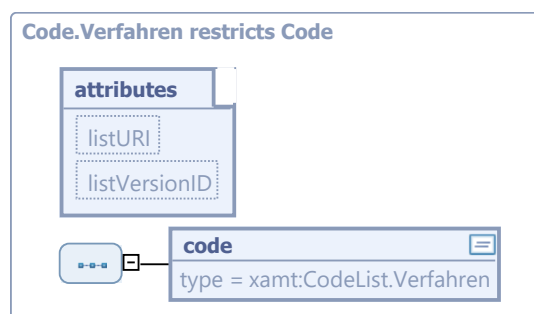 Code.Verfahren restricts Code
attributes
listURI
listVersionID
code
type = xamt:CodeList.Verfahren